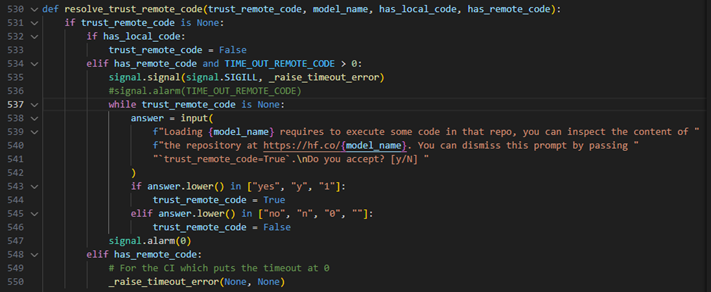 530 def resolve_trust_remote_code(trust_remote_code, model_name, has_local_code, has_remote_code):
531     if trust_remote_code is None:
532         if has_local_code:
533             trust_remote_code = False
534         elif has_remote_code and TIME_OUT_REMOTE_CODE > 0:
535             signal.signal(signal.SIGILL, _raise_timeout_error)
536             #signal.alarm(TIME_OUT_REMOTE_CODE)
537             while trust_remote_code is None:
538                 answer = input(
539                     f"Loading {model_name} requires to execute some code in that repo, you can inspect the content of "
540                     f"the repository at https://hf.co/{model_name}. You can dismiss this prompt by passing "
541                     "`trust_remote_code=True`.\nDo you accept? [y/N] "
542                 )
543                 if answer.lower() in ["yes", "y", "1"]:
544                     trust_remote_code = True
545                 elif answer.lower() in ["no", "n", "0", ""]:
546                     trust_remote_code = False
547             signal.alarm(0)
548         elif has_remote_code:
549             # For the CI which puts the timeout at 0
550             _raise_timeout_error(None, None)